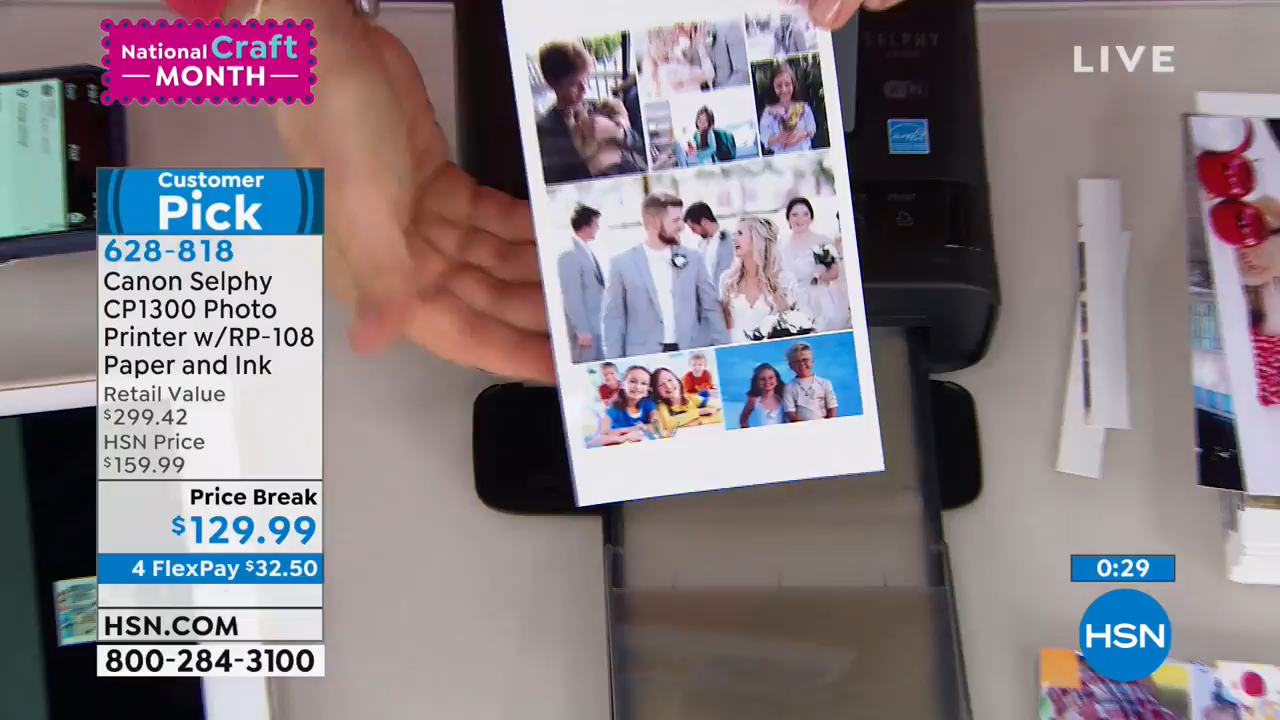 National Craft
MONTH
LIVE
SELPHY
Wi Fi
Customer
Pick
628-818
Canon Selphy
CP1300 Photo
Printer w/RP-108
Paper and Ink
Retail Value
$299.42
HSN Price
$159.99
Price Break
$129.99
4 FlexPay $32.50
HSN.COM
800-284-3100
0:29
HSN